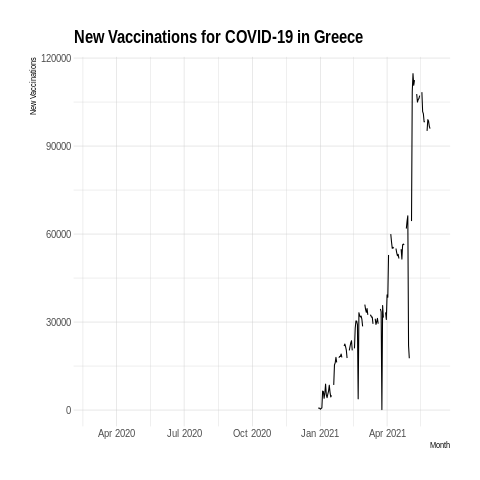 New Vaccinations for COVID-19 in Greece
New Vaccinations
120000
90000
60000
30000
0
Apr 2020 Jul 2020 Oct 2020 Jan 2021 Apr 2021
Month